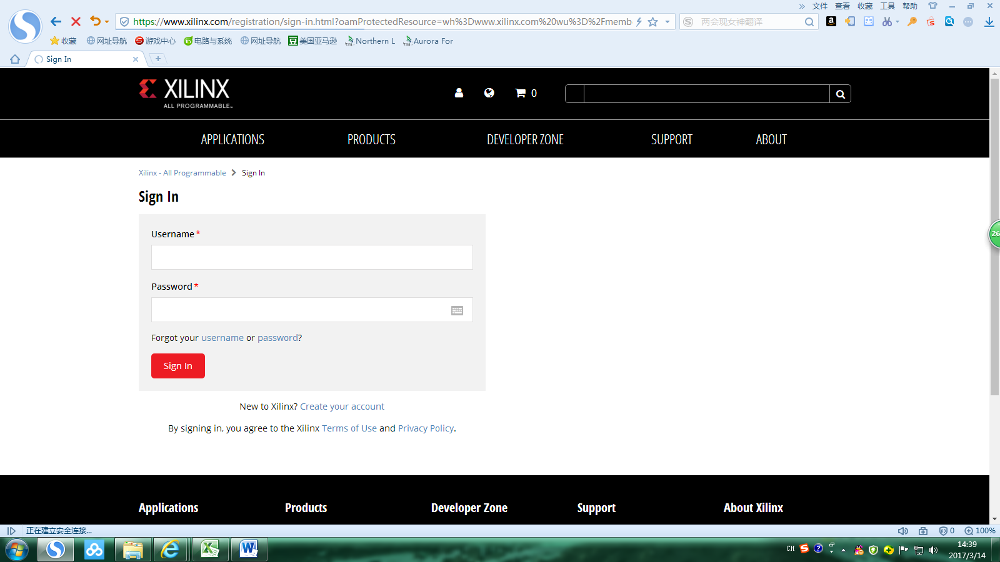 文件 查看 收藏 工具 帮助
https://www.xilinx.com/registration/sign-in.html?oamProtectedResource=wh%3Dwww.xilinx.com%20wu%3D%2Fmemb
两会现女神翻译
收藏 网址导航 游戏中心 电路与系统 网址导航 美国亚马逊 Northern L Aurora For
Sign In
XILINX
ALL PROGRAMMABLE™
0
APPLICATIONS PRODUCTS DEVELOPER ZONE SUPPORT ABOUT
Xilinx - All Programmable > Sign In
Sign In
Username*
Password*
Forgot your username or password?
Sign In
New to Xilinx? Create your account
By signing in, you agree to the Xilinx Terms of Use and Privacy Policy.
26
Applications Products Developer Zone Support About Xilinx
正在建立安全连接...
0 100%
CH
14:39
2017/3/14